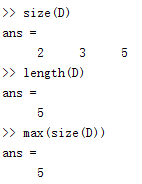 >> size(D)
ans =
2 3 5
>> length(D)
ans =
5
>> max(size(D))
ans =
5